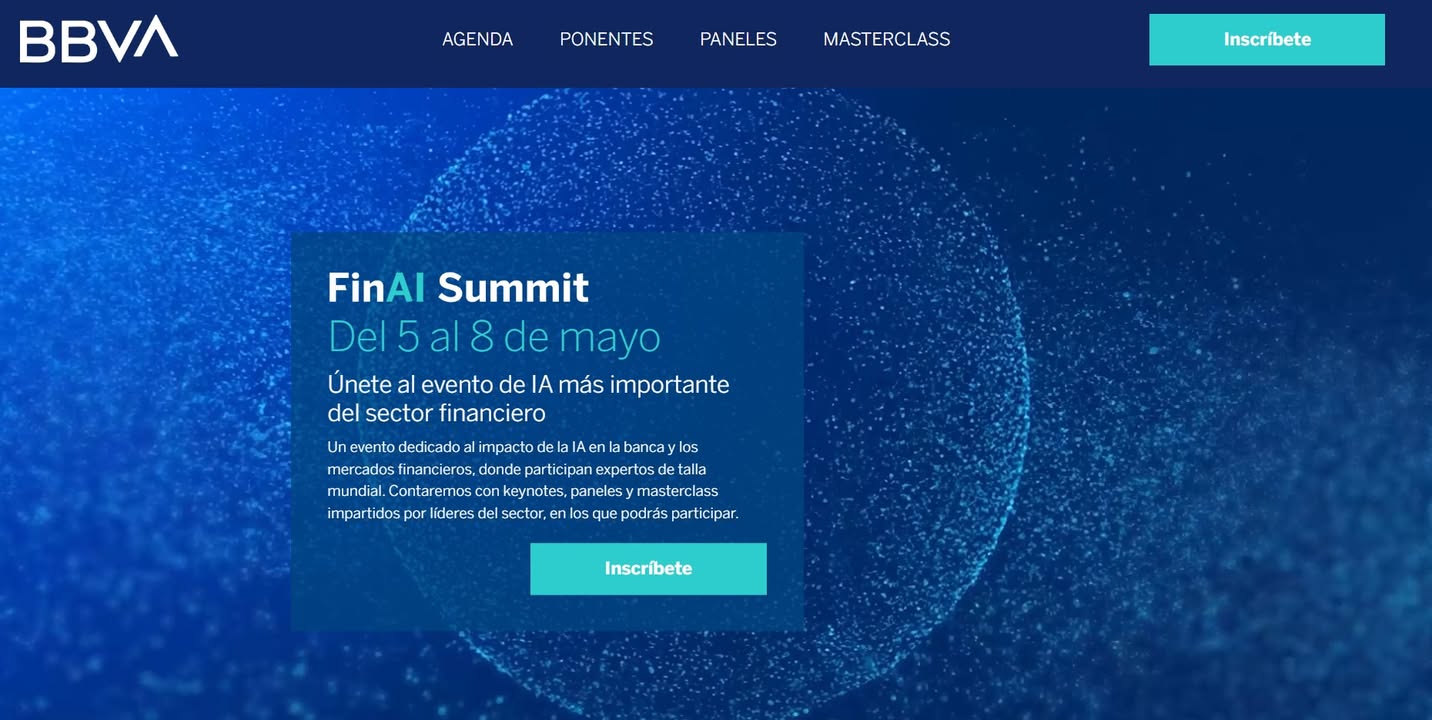 BBVA
AGENDA
PONENTES
PANELES
MASTERCLASS
Inscríbete
FinAI Summit
Del 5 al 8 de mayo
Únete al evento de IA más importante
del sector financiero
Un evento dedicado al impacto de la IA en la banca y los
mercados financieros, donde participan expertos de talla
mundial. Contaremos con keynotes, paneles y masterclass
impartidos por líderes del sector, en los que podrás participar.
Inscríbete